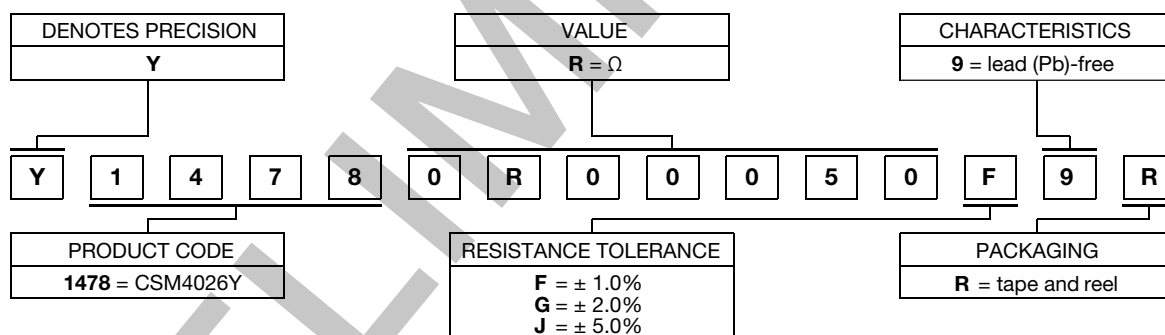 DENOTES PRECISION
Y
VALUE
R = Ω
CHARACTERISTICS
9 = lead (Pb)-free
Y 1 4 7 8 0 R 0 0 0 5 0 F 9 R
PRODUCT CODE
1478 = CSM4026Y
RESISTANCE TOLERANCE
F = ± 1.0%
G = ± 2.0%
J = ± 5.0%
PACKAGING
R = tape and reel